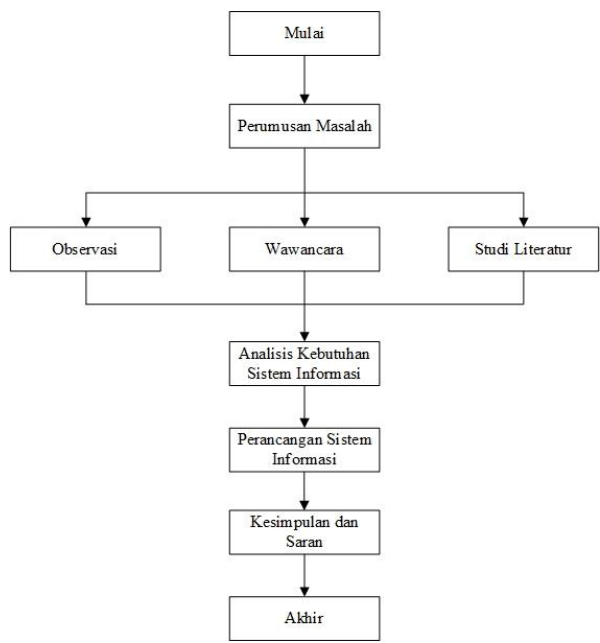 Mulai
Perumusan Masalah
Observasi
Wawancara
Studi Literatur
Analisis Kebutuhan
Sistem Informasi
Perancangan Sistem
Informasi
Kesimpulan dan
Saran
Akhir